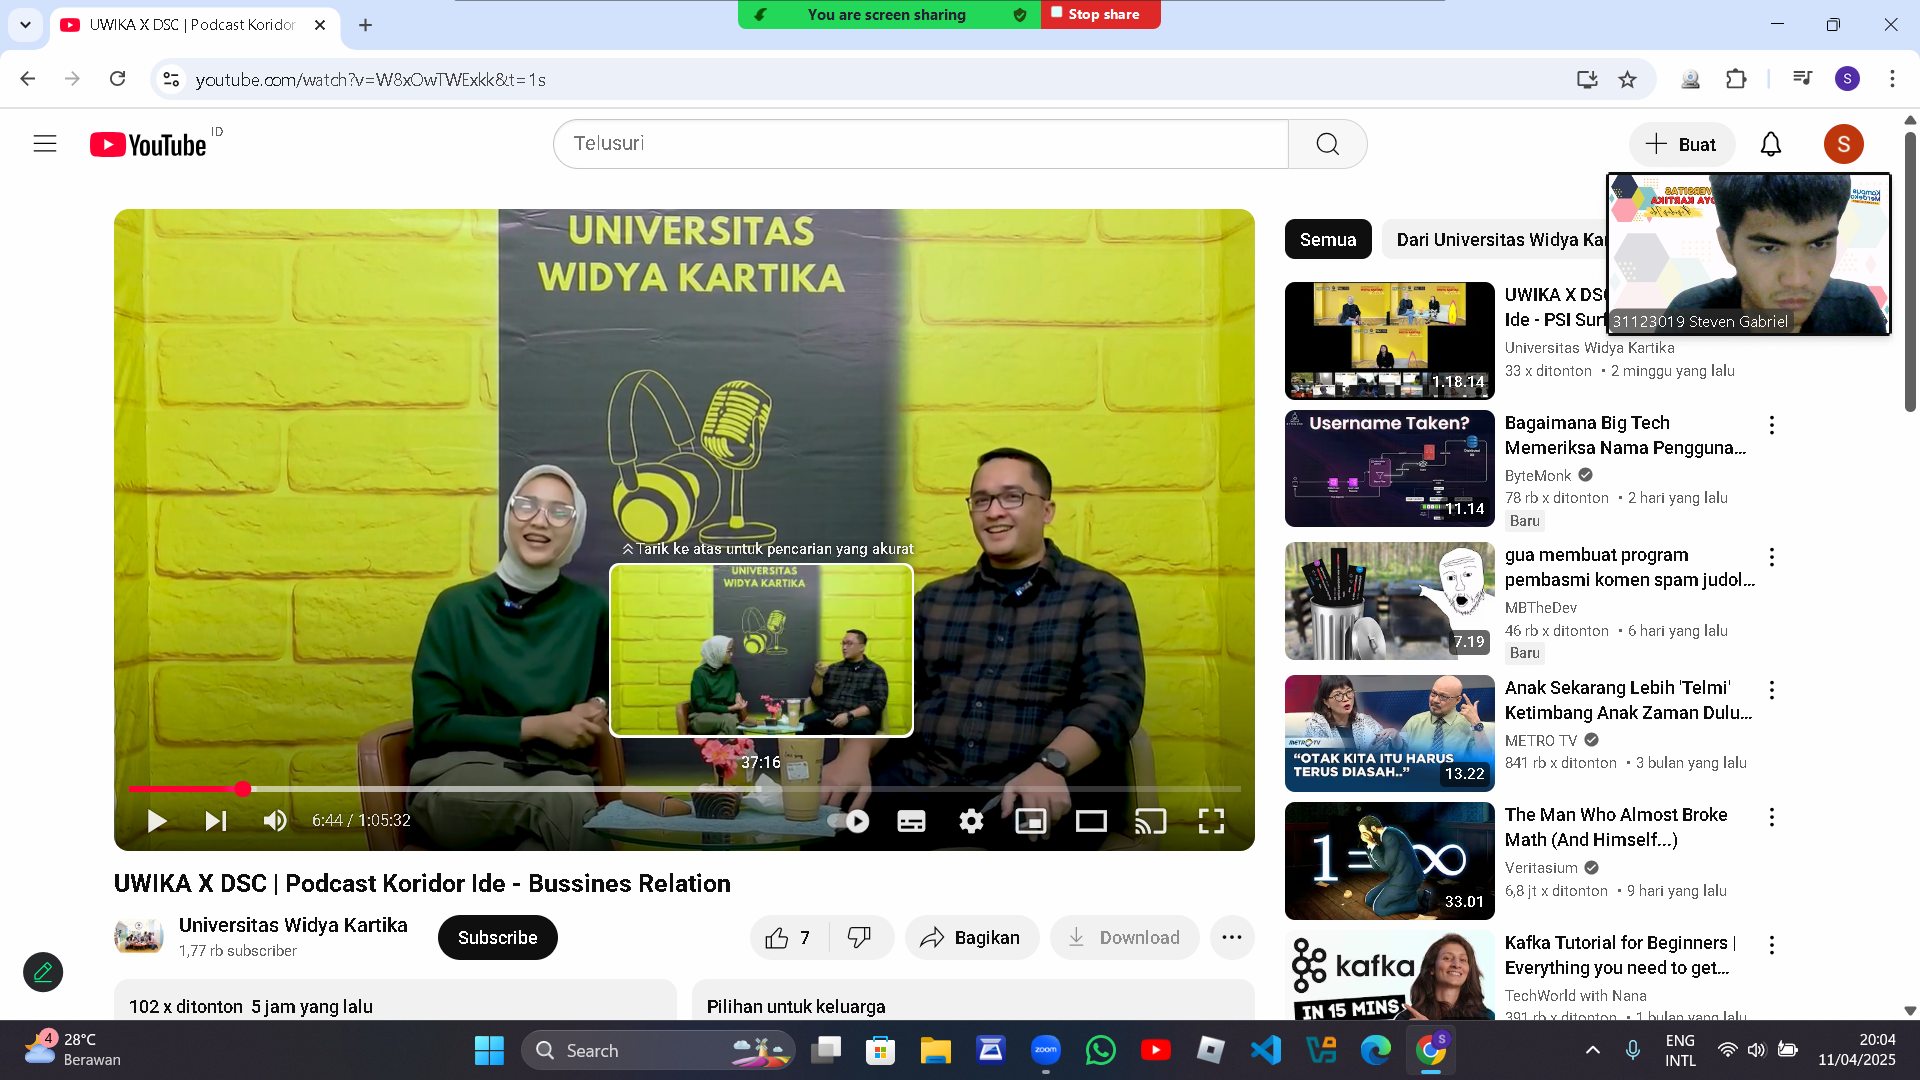 UWIKA X DSC | Podcast Koridor
You are screen sharing
Stop share
youtube.com/watch?v=W8xOwTWExkk&t=1s
S
YouTube ID
Telusuri
Buat
S
UNIVERSITAS
WIDYA KARTIKA
Tarik ke atas untuk pencarian yang akurat
UNIVERSITAS
WIDYA KARTIKA
37:16
6:44 / 1:05:32
UWIKA X DSC | Podcast Koridor Ide - Bussines Relation
Universitas Widya Kartika
1,77 rb subscriber
Subscribe
7
Bagikan
Download
102 x ditonton 5 jam yang lalu
Pilihan untuk keluarga
Semua
Dari Universitas Widya Kar
31123019 Steven Gabriel
1.18.14
UWIKA X DSC
Ide - PSI Surf
Universitas Widya Kartika
33 x ditonton • 2 minggu yang lalu
Username Taken?
11.14
Bagaimana Big Tech
Memeriksa Nama Pengguna...
ByteMonk
78 rb x ditonton • 2 hari yang lalu
Baru
7.19
gua membuat program
pembasmi komen spam judol...
MBTheDev
46 rb x ditonton • 6 hari yang lalu
Baru
METRO TV
“OTAK KITA ITU HARUS
TERUS DIASAH..”
13.22
Anak Sekarang Lebih 'Telmi'
Ketimbang Anak Zaman Dulu...
METRO TV
841 rb x ditonton • 3 bulan yang lalu
1=∞
33.01
The Man Who Almost Broke
Math (And Himself...)
Veritasium
6,8 jt x ditonton • 9 hari yang lalu
kafka
IN 15 MINS
Kafka Tutorial for Beginners |
Everything you need to get...
TechWorld with Nana
391 rb x ditonton • 1 bulan yang lalu
4
28°C
Berawan
Search
zoom
S
ENG
INTL
20:04
11/04/2025